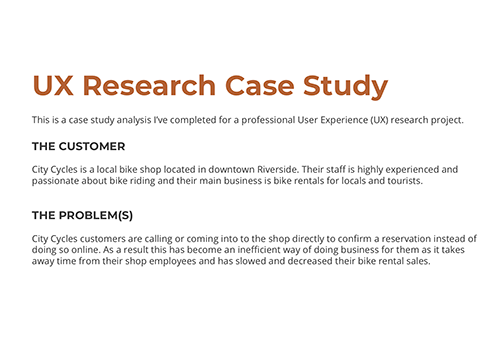 UX Research Case Study
This is a case study analysis I've completed for a professional User Experience (UX) research project.
THE CUSTOMER
City Cycles is a local bike shop located in downtown Riverside. Their staff is highly experienced and
passionate about bike riding and their main business is bike rentals for locals and tourists.
THE PROBLEM(S)
City Cycles customers are calling or coming into to the shop directly to confirm a reservation instead of
doing so online. As a result this has become an inefficient way of doing business for them as it takes
away time from their shop employees and has slowed and decreased their bike rental sales.